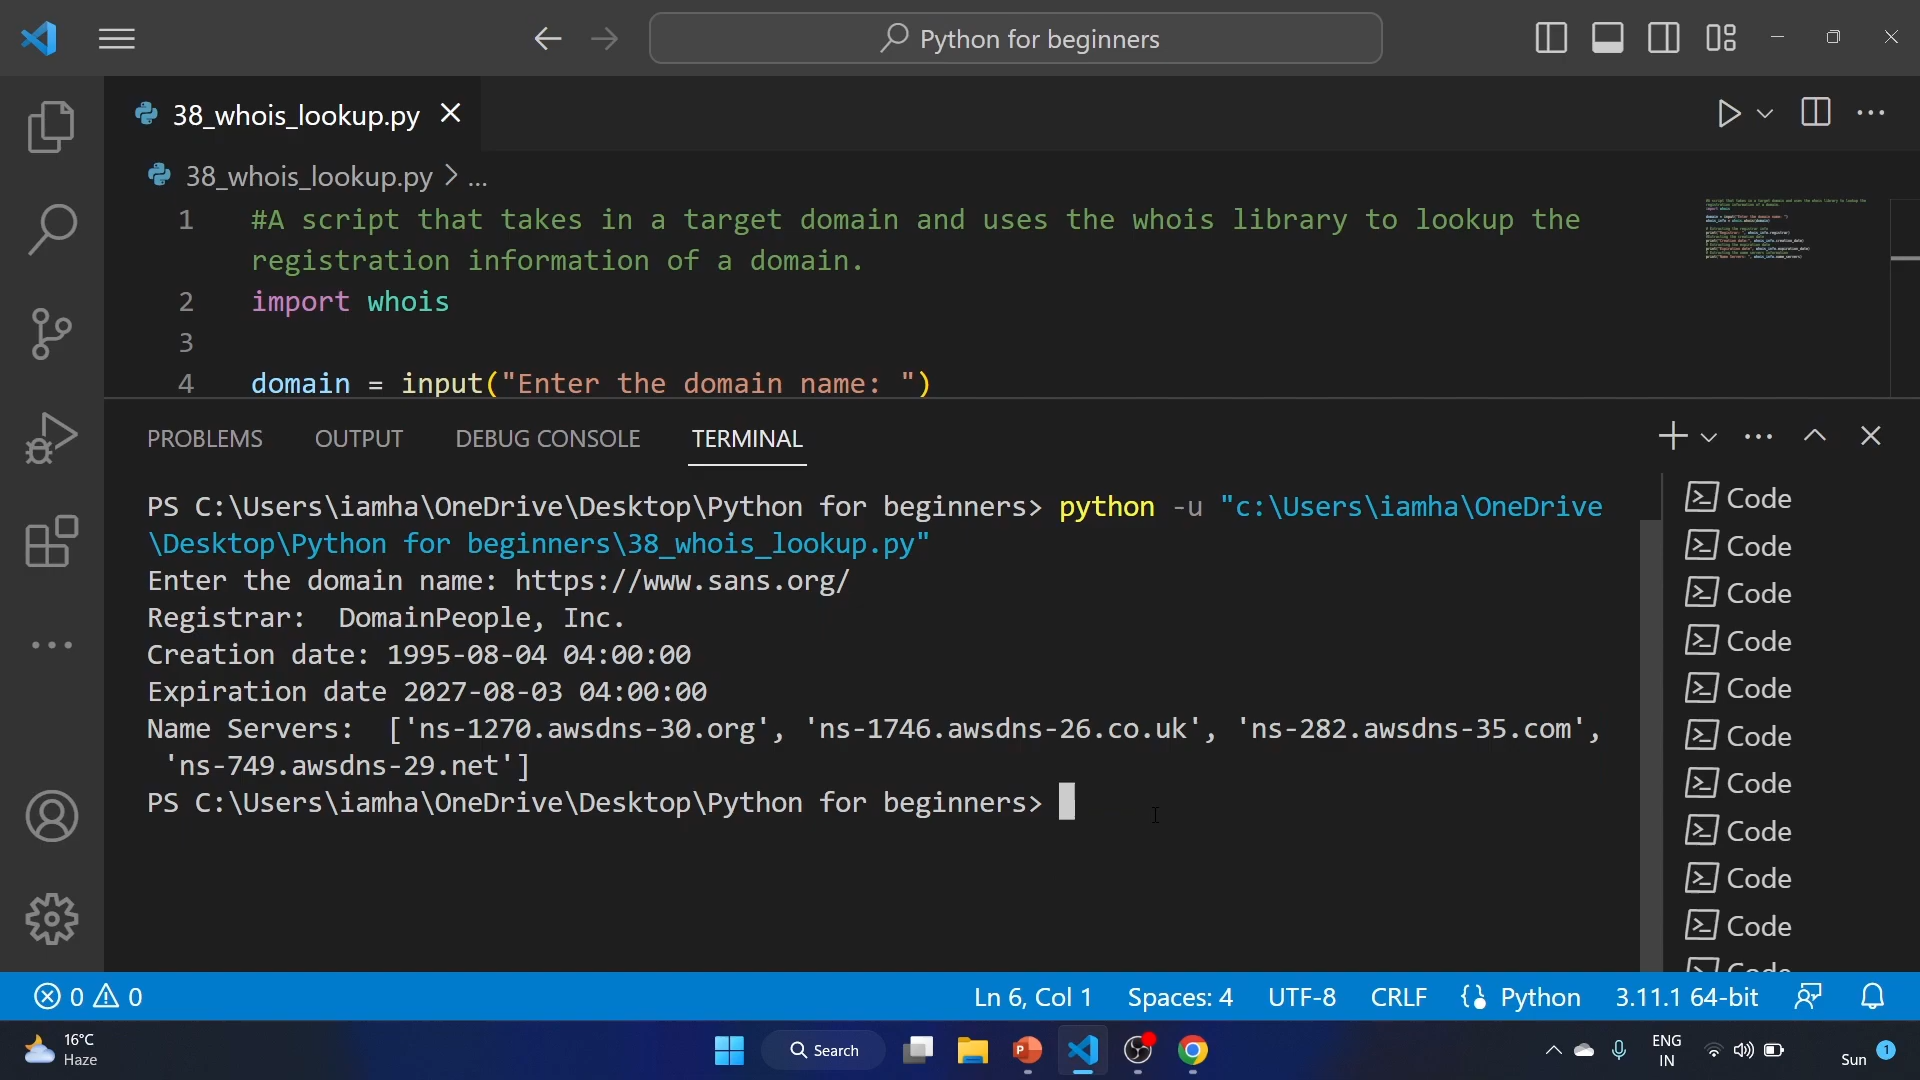 Python for beginners
38_whois_lookup.py
38_whois_lookup.py > ...
1 #A script that takes in a target domain and uses the whois library to lookup the
registration information of a domain.
2 import whois
3
4 domain = input("Enter the domain name: ")
PROBLEMS OUTPUT DEBUG CONSOLE TERMINAL
PS C:\Users\iamha\OneDrive\Desktop\Python for beginners> python -u "c:\Users\iamha\OneDrive
\Desktop\Python for beginners\38_whois_lookup.py"
Enter the domain name: https://www.sans.org/
Registrar:  DomainPeople, Inc.
Creation date: 1995-08-04 04:00:00
Expiration date 2027-08-03 04:00:00
Name Servers:  ['ns-1270.awsdns-30.org', 'ns-1746.awsdns-26.co.uk', 'ns-282.awsdns-35.com',
'ns-749.awsdns-29.net']
PS C:\Users\iamha\OneDrive\Desktop\Python for beginners>
Code
Code
Code
Code
Code
Code
Code
Code
Code
Code
0 0 Ln 6, Col 1 Spaces: 4 UTF-8 CRLF Python 3.11.1 64-bit
16°C
Haze
Search
ENG
IN
Sun 1